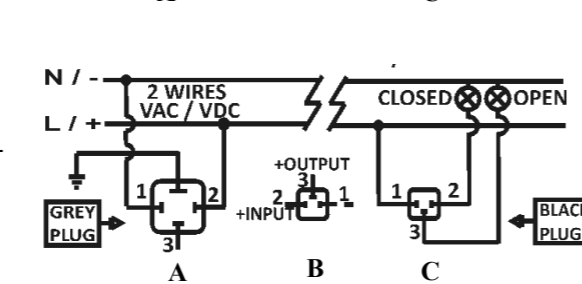 N / -
2 WIRES
VAC / VDC
L / +
CLOSED
OPEN
+OUTPUT
3
1
2
2
1
1
2
+INPUT
GREY
PLUG
3
3
BLACK
PLUG
A
B
C